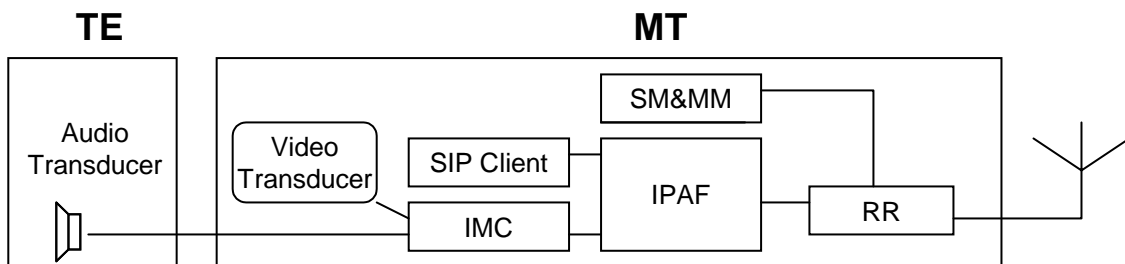 TE
MT
Audio
Transducer
Video
Transducer
SM&MM
SIP Client
IMC
IPAF
RR